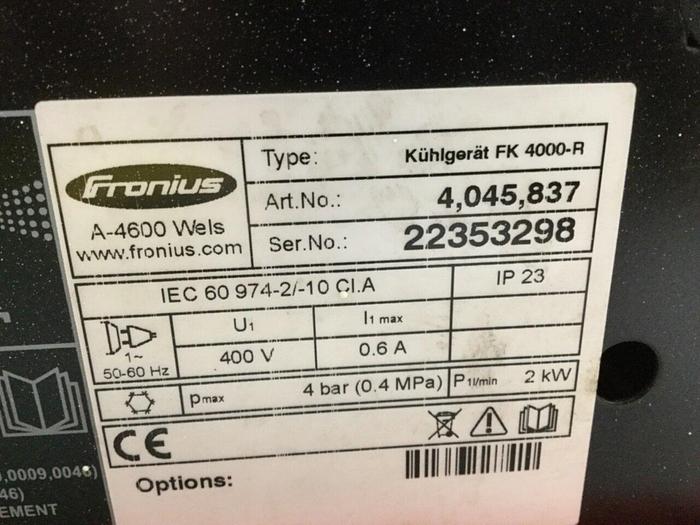 Fronius
A-4600 Wels
www.fronius.com
Type: Kühlgerät FK 4000-R
Art.No.: 4,045,837
Ser.No.: 22353298
IEC 60 974-2/-10 Cl.A IP 23
1~
50-60 Hz
U1 I1 max
400 V 0.6 A
pmax 4 bar (0.4 MPa) P1l/min 2 kW
CE
Options:
,0009,0046)
46)
EMENT